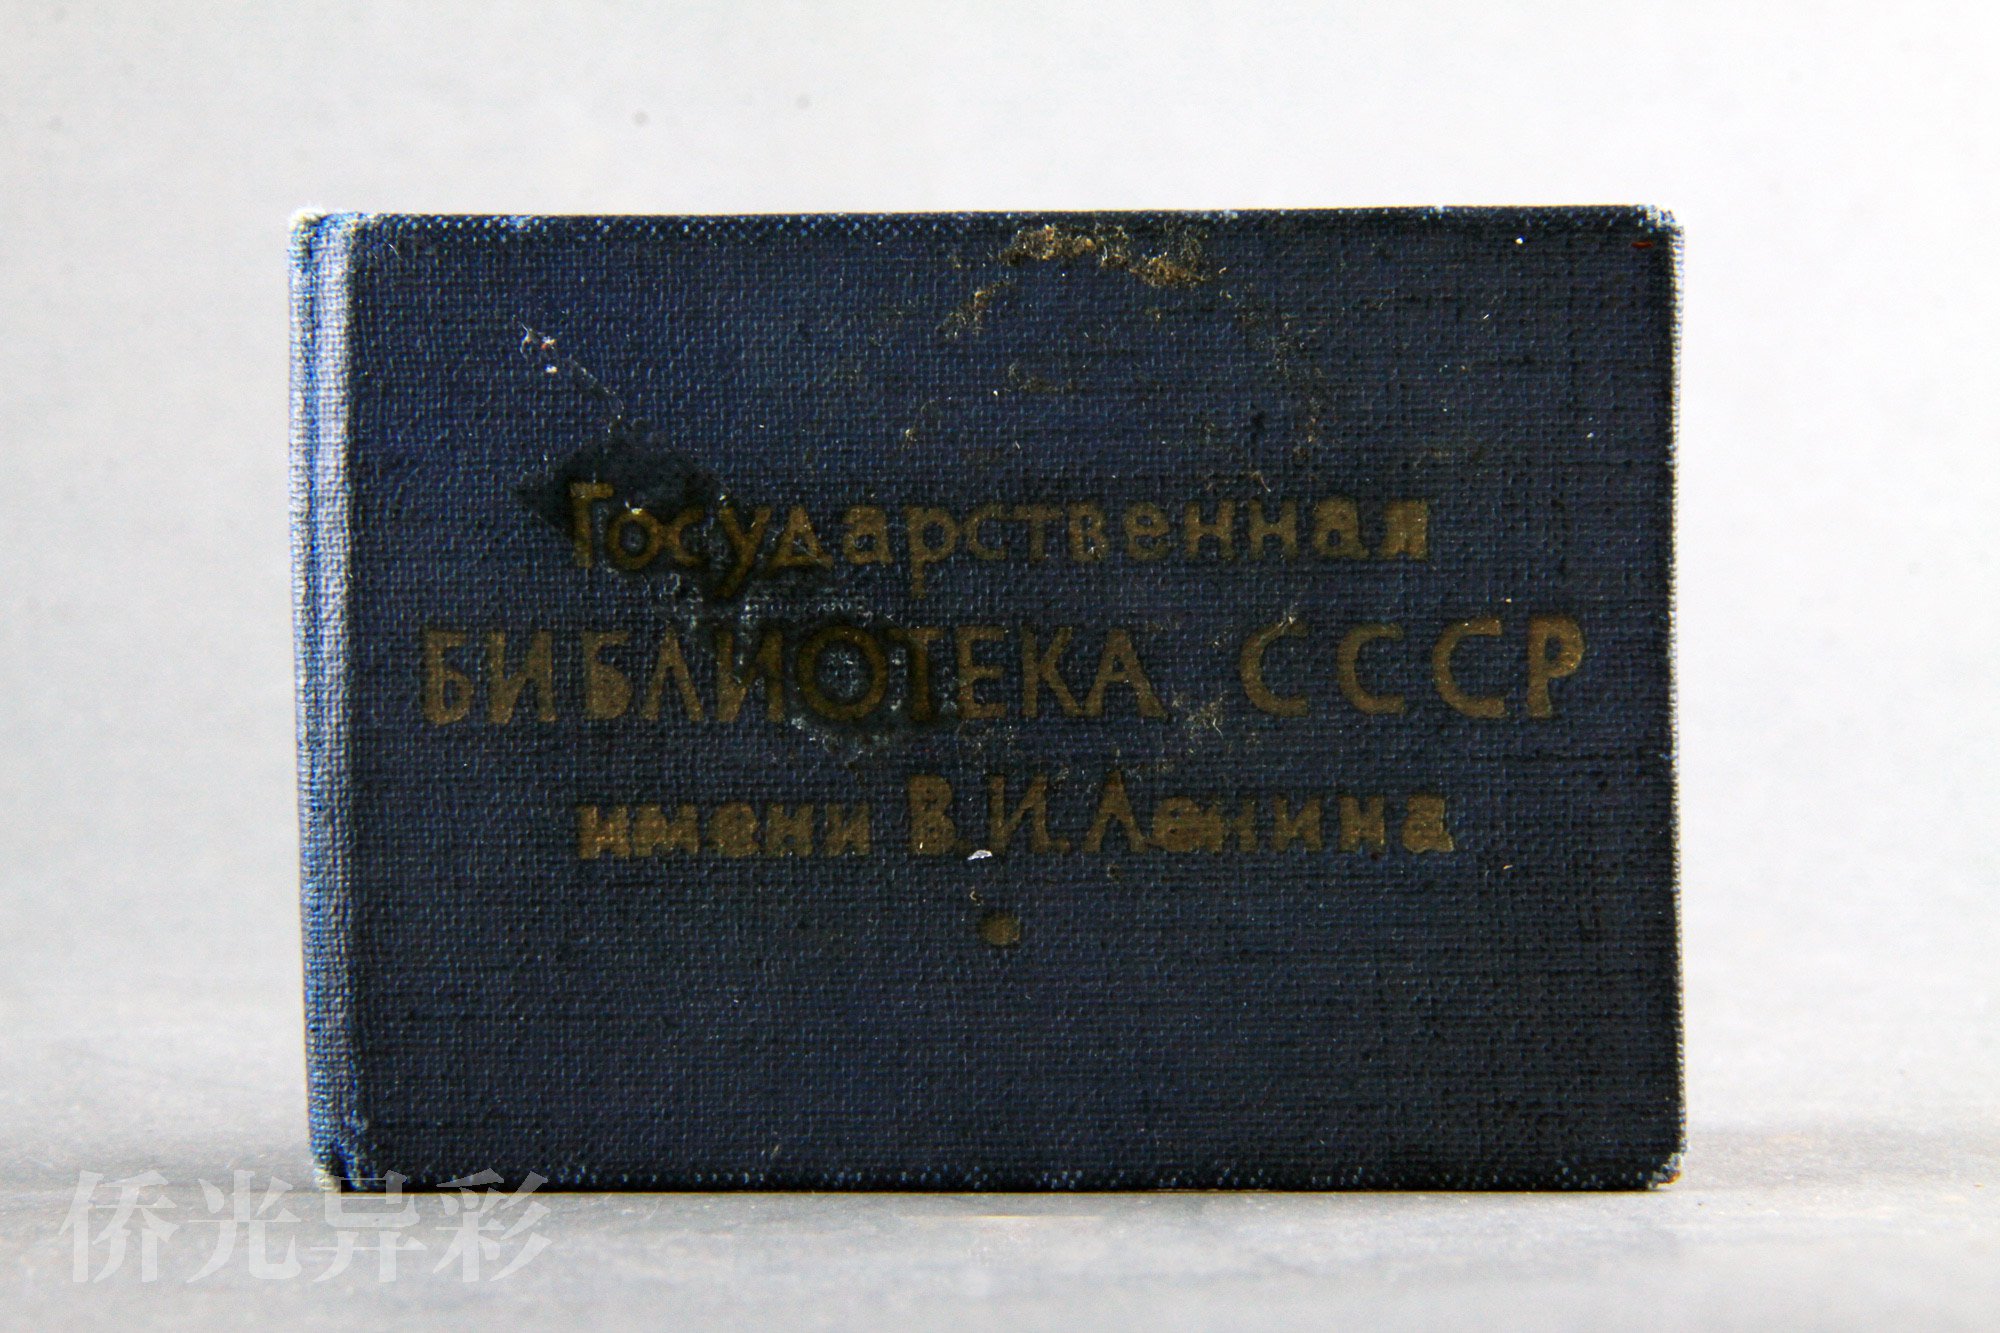 Государственная
БИБЛИОТЕКА СССР
имени В.И.Ленина
侨光异彩